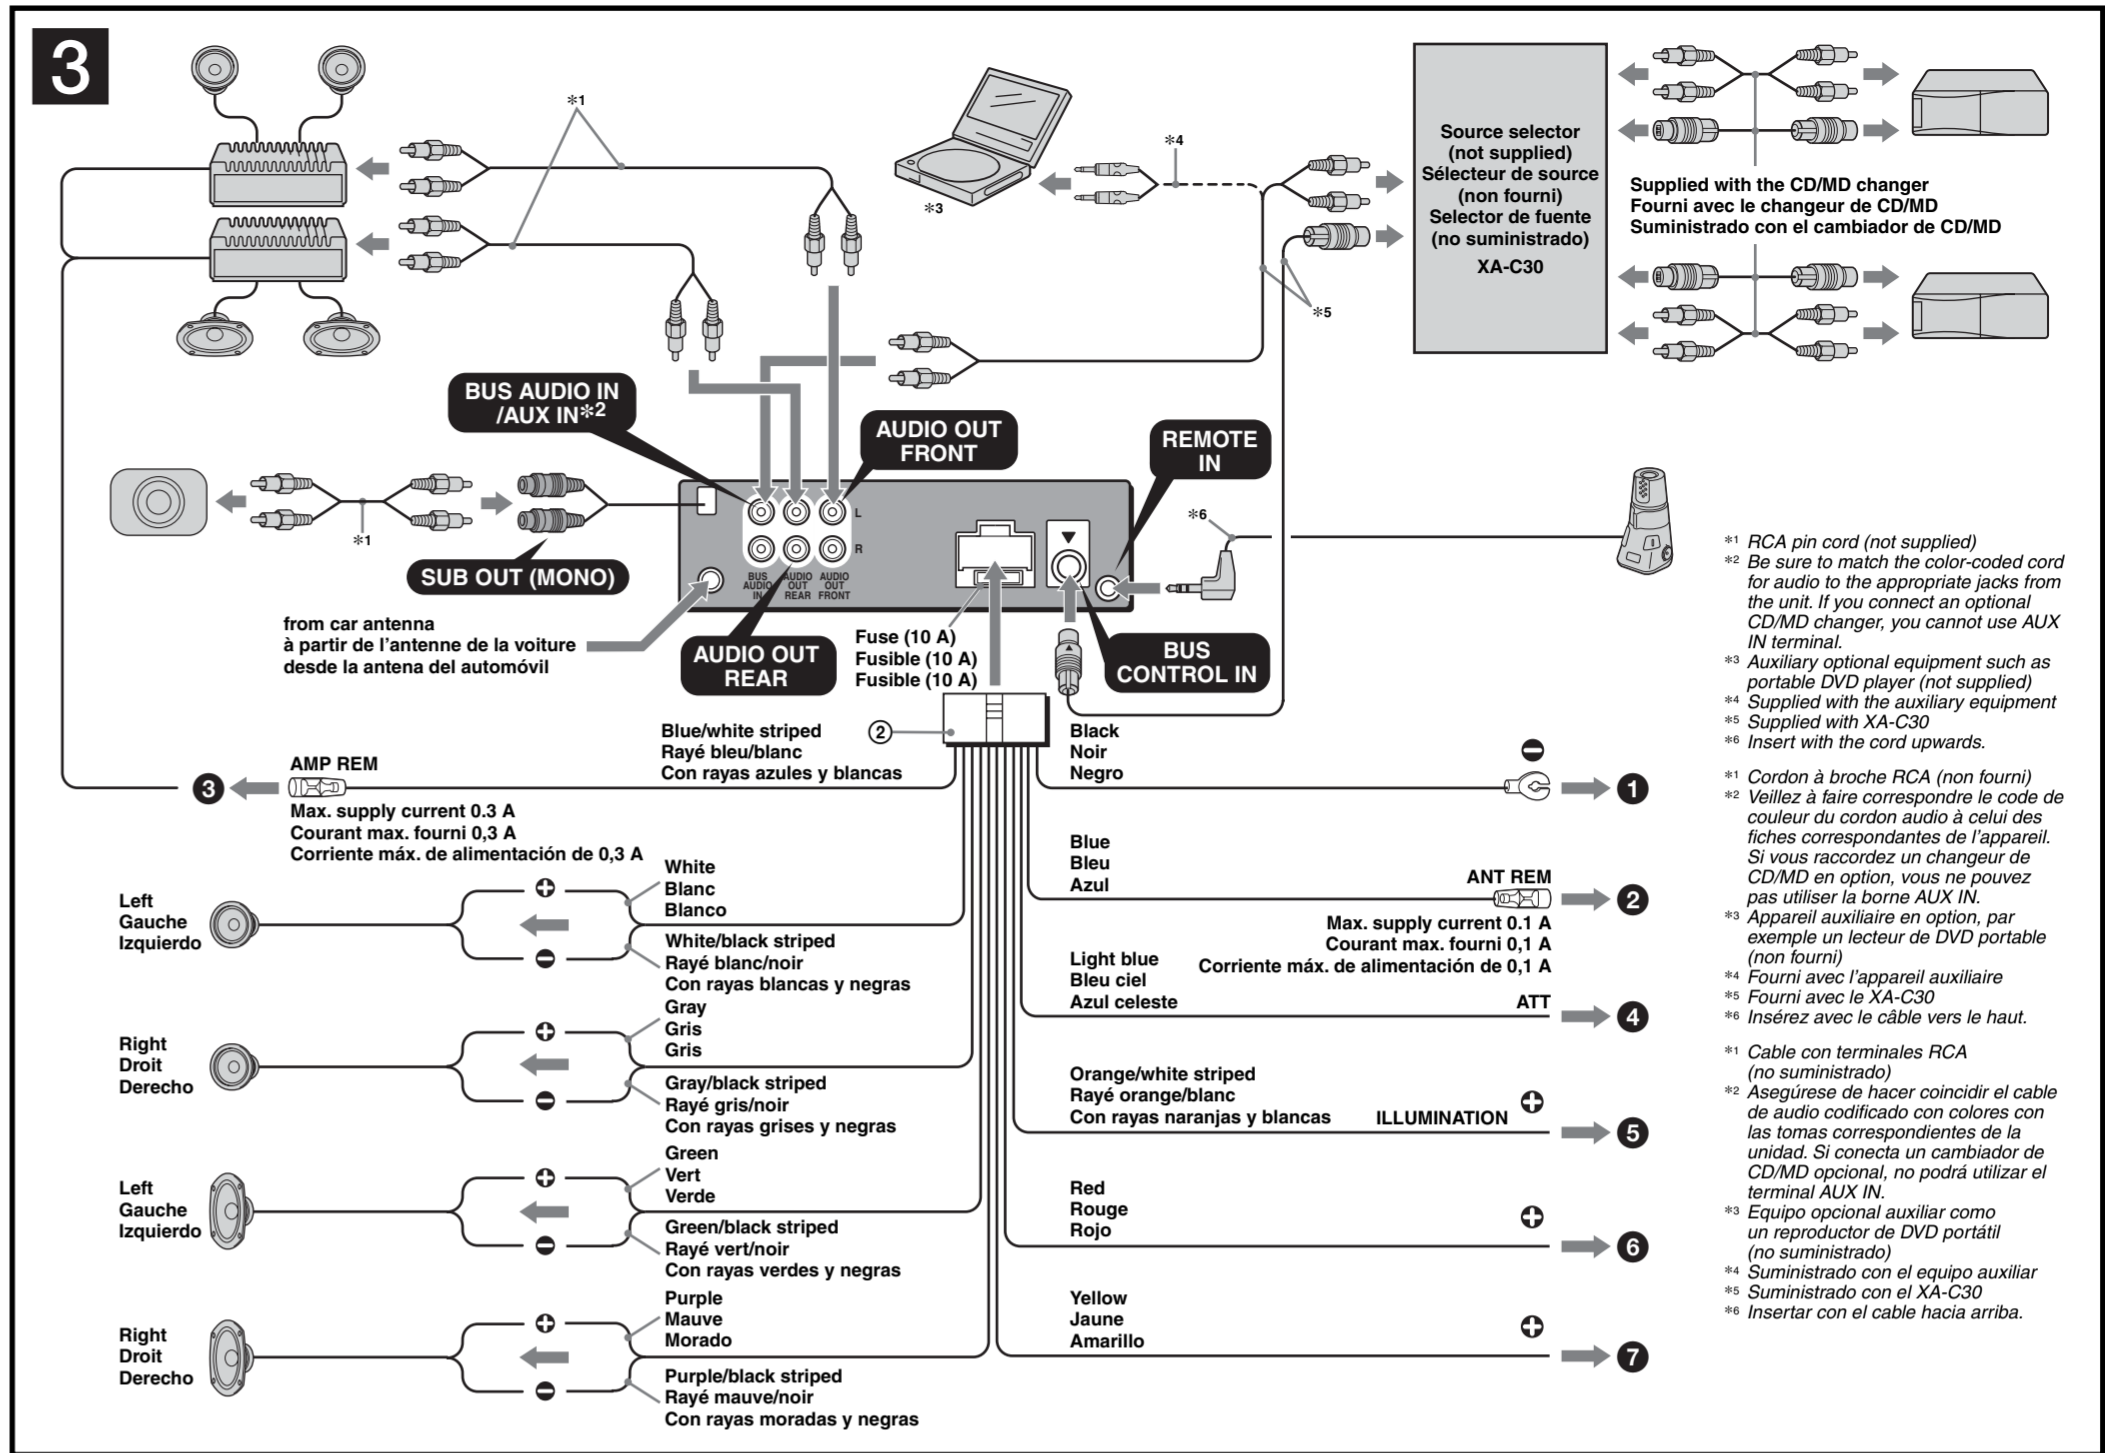 3
*1
*4
*3
*5
Source selector
(not supplied)
Sélecteur de source
(non fourni)
Selector de fuente
(no suministrado)
XA-C30
Supplied with the CD/MD changer
Fourni avec le changeur de CD/MD
Suministrado con el cambiador de CD/MD
BUS AUDIO IN
/AUX IN*2
AUDIO OUT
FRONT
REMOTE
IN
*1
SUB OUT (MONO)
L
R
BUS
AUDIO
IN
AUDIO
OUT
REAR
AUDIO
OUT
FRONT
*6
from car antenna
à partir de l'antenne de la voiture
desde la antena del automóvil
AUDIO OUT
REAR
Fuse (10 A)
Fusible (10 A)
Fusible (10 A)
BUS
CONTROL IN
2
Blue/white striped
Rayé bleu/blanc
Con rayas azules y blancas
3
AMP REM
Max. supply current 0.3 A
Courant max. fourni 0,3 A
Corriente máx. de alimentación de 0,3 A
Left
Gauche
Izquierdo
+
−
White
Blanc
Blanco
White/black striped
Rayé blanc/noir
Con rayas blancas y negras
Right
Droit
Derecho
+
−
Gray
Gris
Gris
Gray/black striped
Rayé gris/noir
Con rayas grises y negras
Left
Gauche
Izquierdo
+
−
Green
Vert
Verde
Green/black striped
Rayé vert/noir
Con rayas verdes y negras
Right
Droit
Derecho
+
−
Purple
Mauve
Morado
Purple/black striped
Rayé mauve/noir
Con rayas moradas y negras
Black
Noir
Negro
−
1
Blue
Bleu
Azul
ANT REM
2
Max. supply current 0.1 A
Courant max. fourni 0,1 A
Corriente máx. de alimentación de 0,1 A
Light blue
Bleu ciel
Azul celeste
ATT
4
Orange/white striped
Rayé orange/blanc
Con rayas naranjas y blancas
ILLUMINATION
+
5
Red
Rouge
Rojo
+
6
Yellow
Jaune
Amarillo
+
7
*1 RCA pin cord (not supplied)
*2 Be sure to match the color-coded cord
for audio to the appropriate jacks from
the unit. If you connect an optional
CD/MD changer, you cannot use AUX
IN terminal.
*3 Auxiliary optional equipment such as
portable DVD player (not supplied)
*4 Supplied with the auxiliary equipment
*5 Supplied with XA-C30
*6 Insert with the cord upwards.
*1 Cordon à broche RCA (non fourni)
*2 Veillez à faire correspondre le code de
couleur du cordon audio à celui des
fiches correspondantes de l'appareil.
Si vous raccordez un changeur de
CD/MD en option, vous ne pouvez
pas utiliser la borne AUX IN.
*3 Appareil auxiliaire en option, par
exemple un lecteur de DVD portable
(non fourni)
*4 Fourni avec l'appareil auxiliaire
*5 Fourni avec le XA-C30
*6 Insérez avec le câble vers le haut.
*1 Cable con terminales RCA
(no suministrado)
*2 Asegúrese de hacer coincidir el cable
de audio codificado con colores con
las tomas correspondientes de la
unidad. Si conecta un cambiador de
CD/MD opcional, no podrá utilizar el
terminal AUX IN.
*3 Equipo opcional auxiliar como
un reproductor de DVD portátil
(no suministrado)
*4 Suministrado con el equipo auxiliar
*5 Suministrado con el XA-C30
*6 Insertar con el cable hacia arriba.